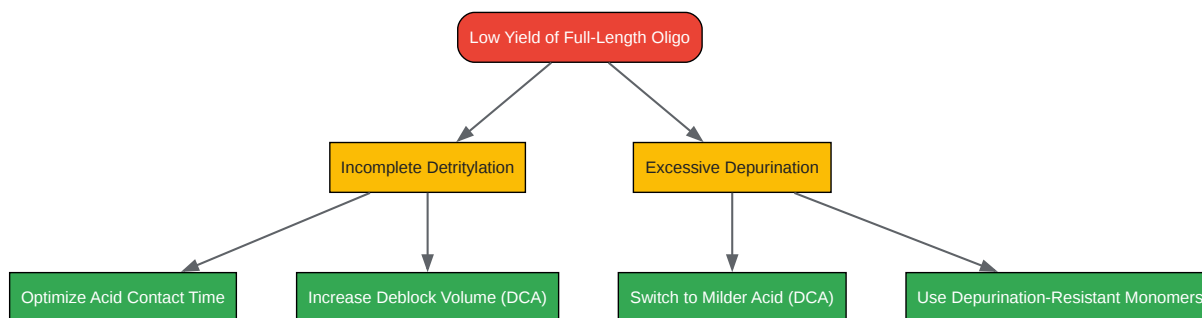 Low Yield of Full-Length Oligo
Incomplete Detritylation
Excessive Depurination
Optimize Acid Contact Time
Increase Deblock Volume (DCA)
Switch to Milder Acid (DCA)
Use Depurination-Resistant Monomers